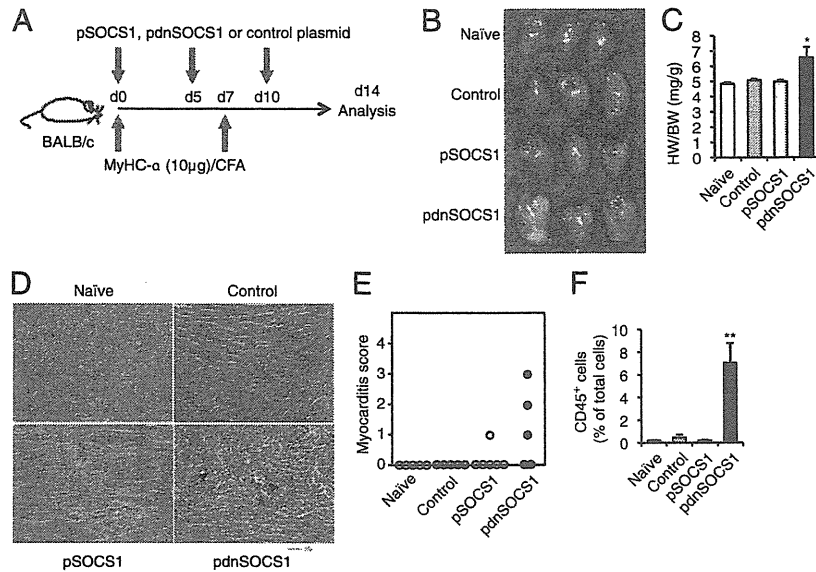 A
pSOCS1, pdnSOCS1 or control plasmid
d0
d5
d7
d10
d14
Analysis
BALB/c
MyHC-α (10μg)/CFA
B
Naïve
Control
pSOCS1
pdnSOCS1
C
HW/BW (mg/g)
8
7
6
5
4
3
2
1
0
*
Naïve
Control
pSOCS1
pdnSOCS1
D
Naïve
Control
pSOCS1
pdnSOCS1
E
Myocarditis score
4
3
2
1
0
Naïve
Control
pSOCS1
pdnSOCS1
F
CD45⁺ cells
(% of total cells)
10
8
6
4
2
0
**
Naïve
Control
pSOCS1
pdnSOCS1